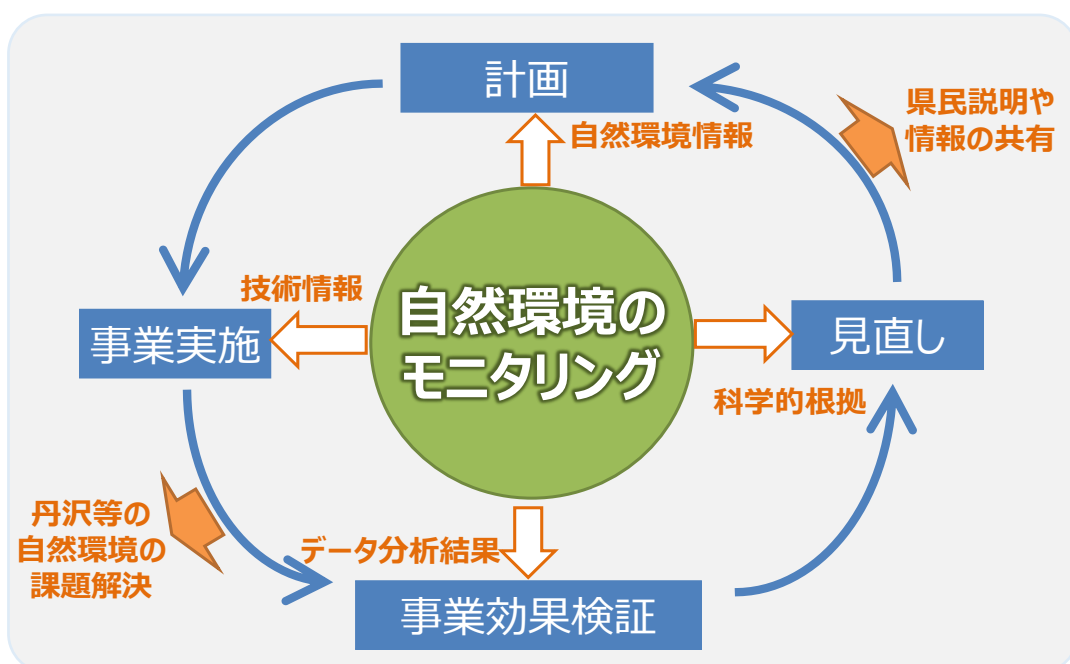 計画
県民説明や
情報の共有
自然環境情報
技術情報
自然環境の
モニタリング
事業実施
見直し
科学的根拠
丹沢等の
自然環境の
課題解決
データ分析結果
事業効果検証